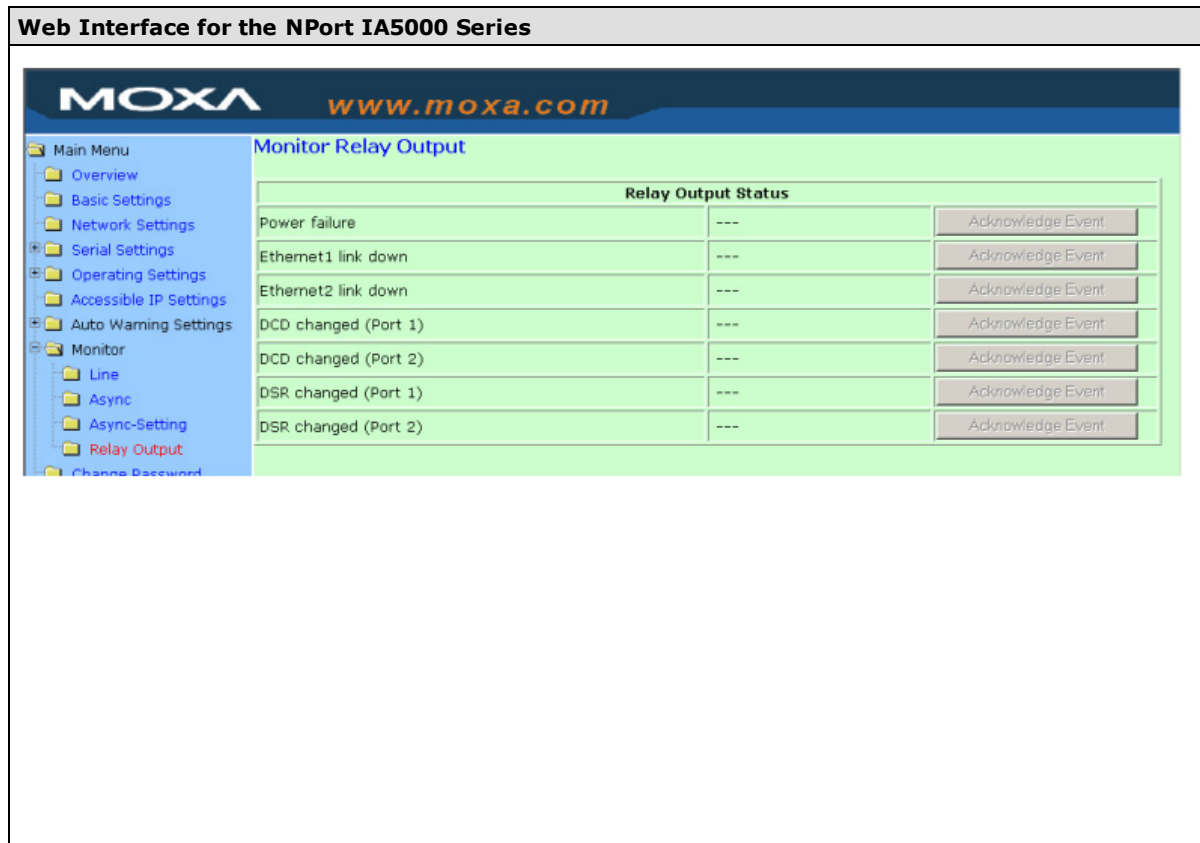 Web Interface for the NPort IA5000 Series
MOXA www.moxa.com
Main Menu
Overview
Basic Settings
Network Settings
Serial Settings
Operating Settings
Accessible IP Settings
Auto Warning Settings
Monitor
Line
Async
Async-Setting
Relay Output
Change Password
Monitor Relay Output
Relay Output Status
Power failure --- Acknowledge Event
Ethernet1 link down --- Acknowledge Event
Ethernet2 link down --- Acknowledge Event
DCD changed (Port 1) --- Acknowledge Event
DCD changed (Port 2) --- Acknowledge Event
DSR changed (Port 1) --- Acknowledge Event
DSR changed (Port 2) --- Acknowledge Event